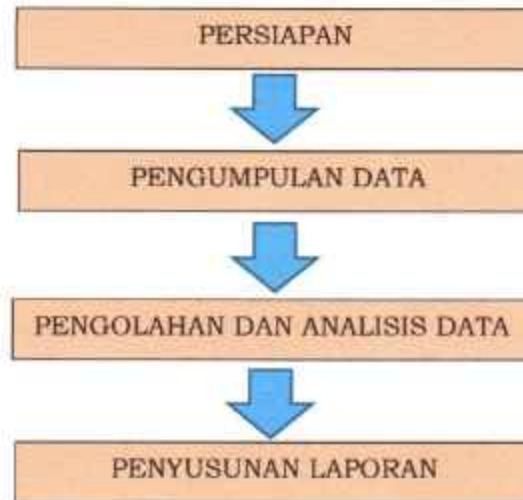 PERSIAPAN
PENGUMPULAN DATA
PENGOLAHAN DAN ANALISIS DATA
PENYUSUNAN LAPORAN